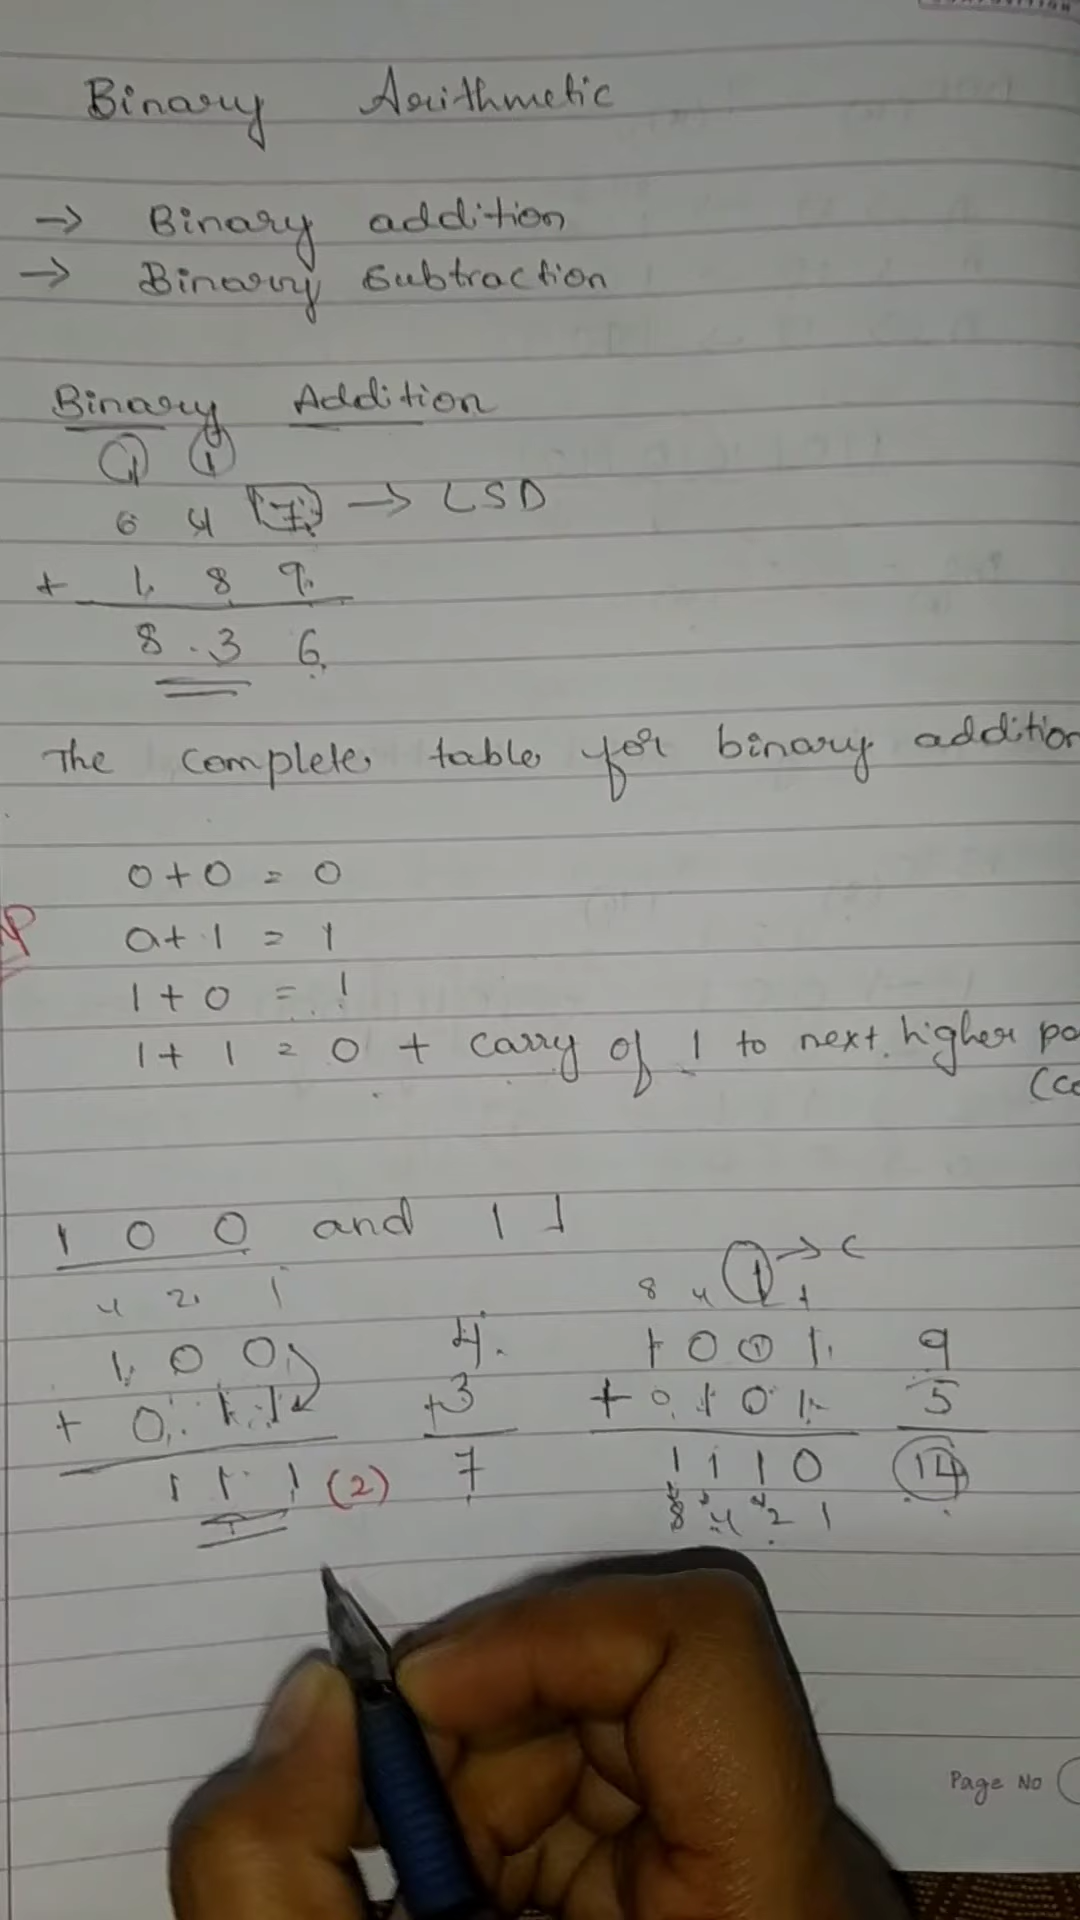 Binary Arithmetic
→ Binary addition
→ Binary Subtraction
Binary Addition
1 1
6 4 7 → LSD
+ 1 8 9
8 3 6
The complete table for binary addition
0 + 0 = 0
0 + 1 = 1
1 + 0 = 1
1 + 1 = 0 + carry of 1 to next higher
1 0 0 and 1 1
4 2 1
1 0 0
+ 0 1 1
1 1 1 (2)
4
+3
7
1 → C
8 4 1
1 0 0 1
+ 0 1 0 1
1 1 1 0
8 4 2 1
9
5
14
Page No